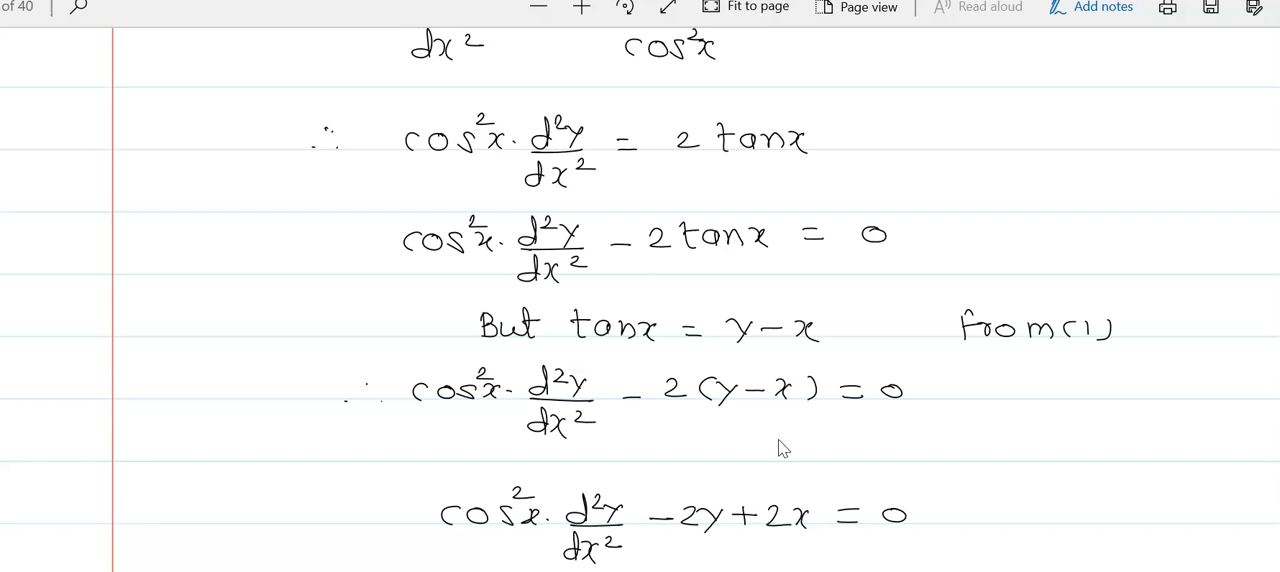 of 40 Fit to page Page view Read aloud Add notes
dx² cos²x
∴ cos²x · d²y/dx² = 2 tanx
cos²x · d²y/dx² - 2 tanx = 0
But tanx = y - x from (1)
∴ cos²x · d²y/dx² - 2 (y - x) = 0
cos²x · d²y/dx² - 2y + 2x = 0